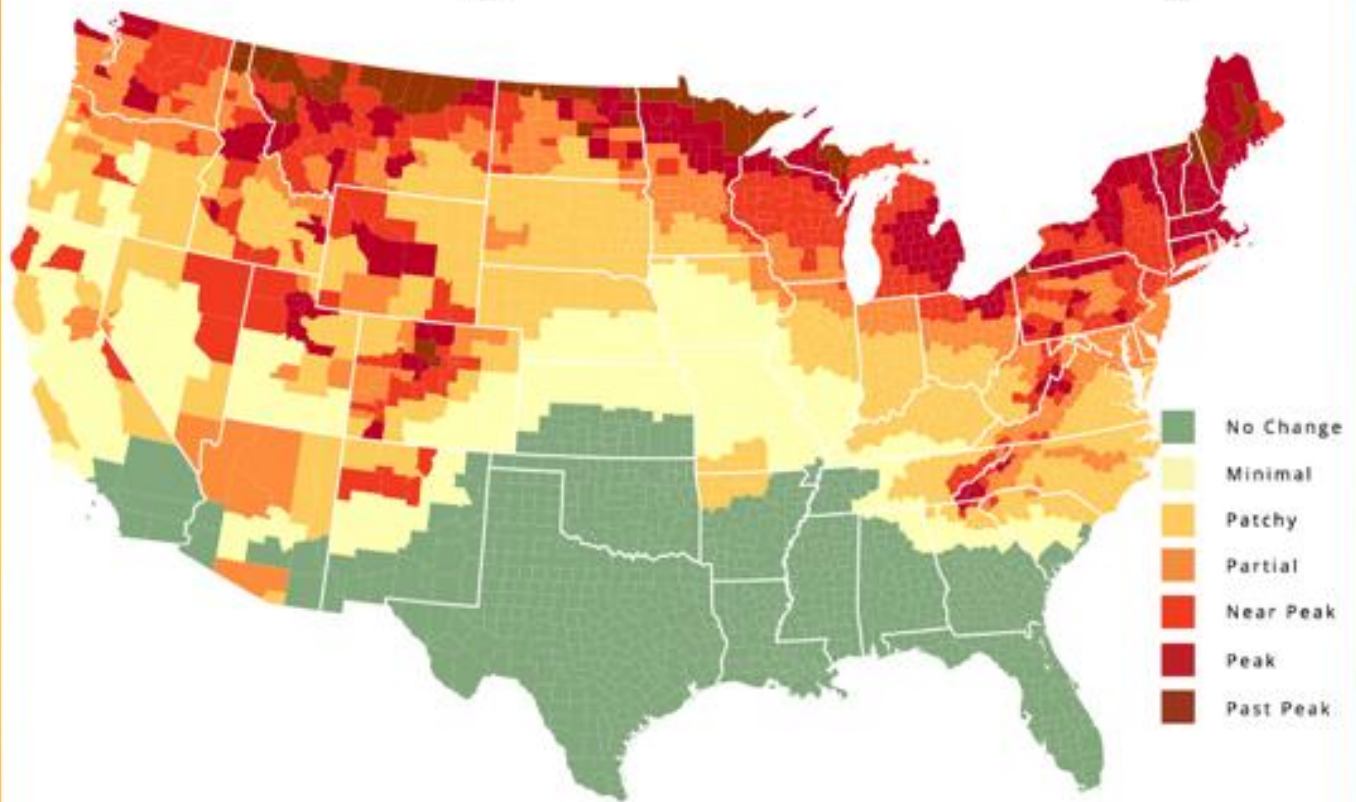 No Change
Minimal
Patchy
Partial
Near Peak
Peak
Past Peak